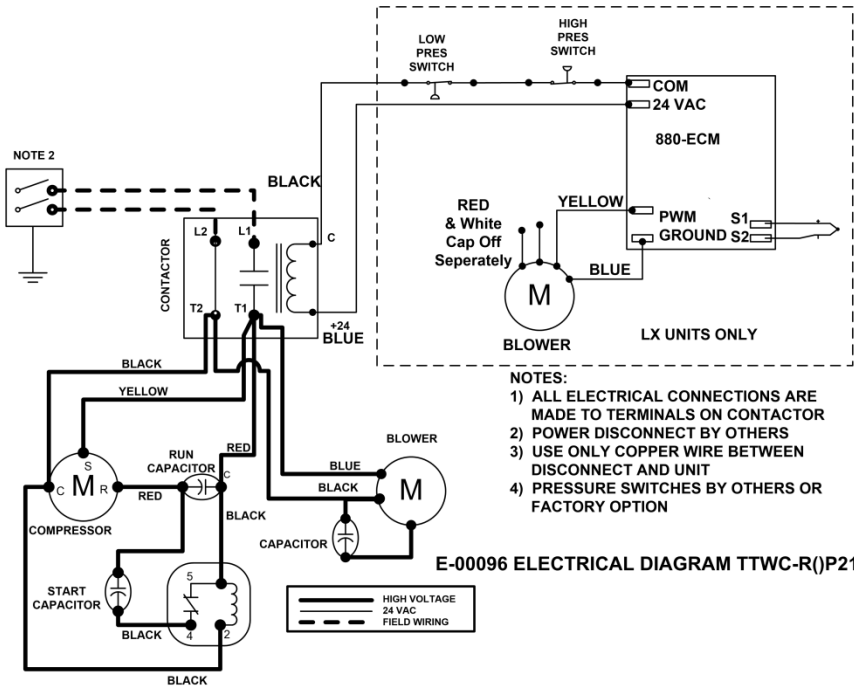 LOW
PRES
SWITCH
HIGH
PRES
SWITCH
COM
24 VAC
880-ECM
NOTE 2
BLACK
RED
& White
Cap Off
Seperately
YELLOW
PWM
GROUND
S1
S2
BLUE
M
BLOWER
LX UNITS ONLY
CONTACTOR
L2
L1
C
T2
T1
+24
BLUE
BLACK
YELLOW
NOTES:
1) ALL ELECTRICAL CONNECTIONS ARE
MADE TO TERMINALS ON CONTACTOR
2) POWER DISCONNECT BY OTHERS
3) USE ONLY COPPER WIRE BETWEEN
DISCONNECT AND UNIT
4) PRESSURE SWITCHES BY OTHERS OR
FACTORY OPTION
RUN
CAPACITOR
RED
C
S
C
M
R
RED
COMPRESSOR
BLACK
BLOWER
BLUE
BLACK
M
CAPACITOR
E-00096 ELECTRICAL DIAGRAM TTWC-R()P21
START
CAPACITOR
5
4
2
BLACK
BLACK
HIGH VOLTAGE
24 VAC
FIELD WIRING